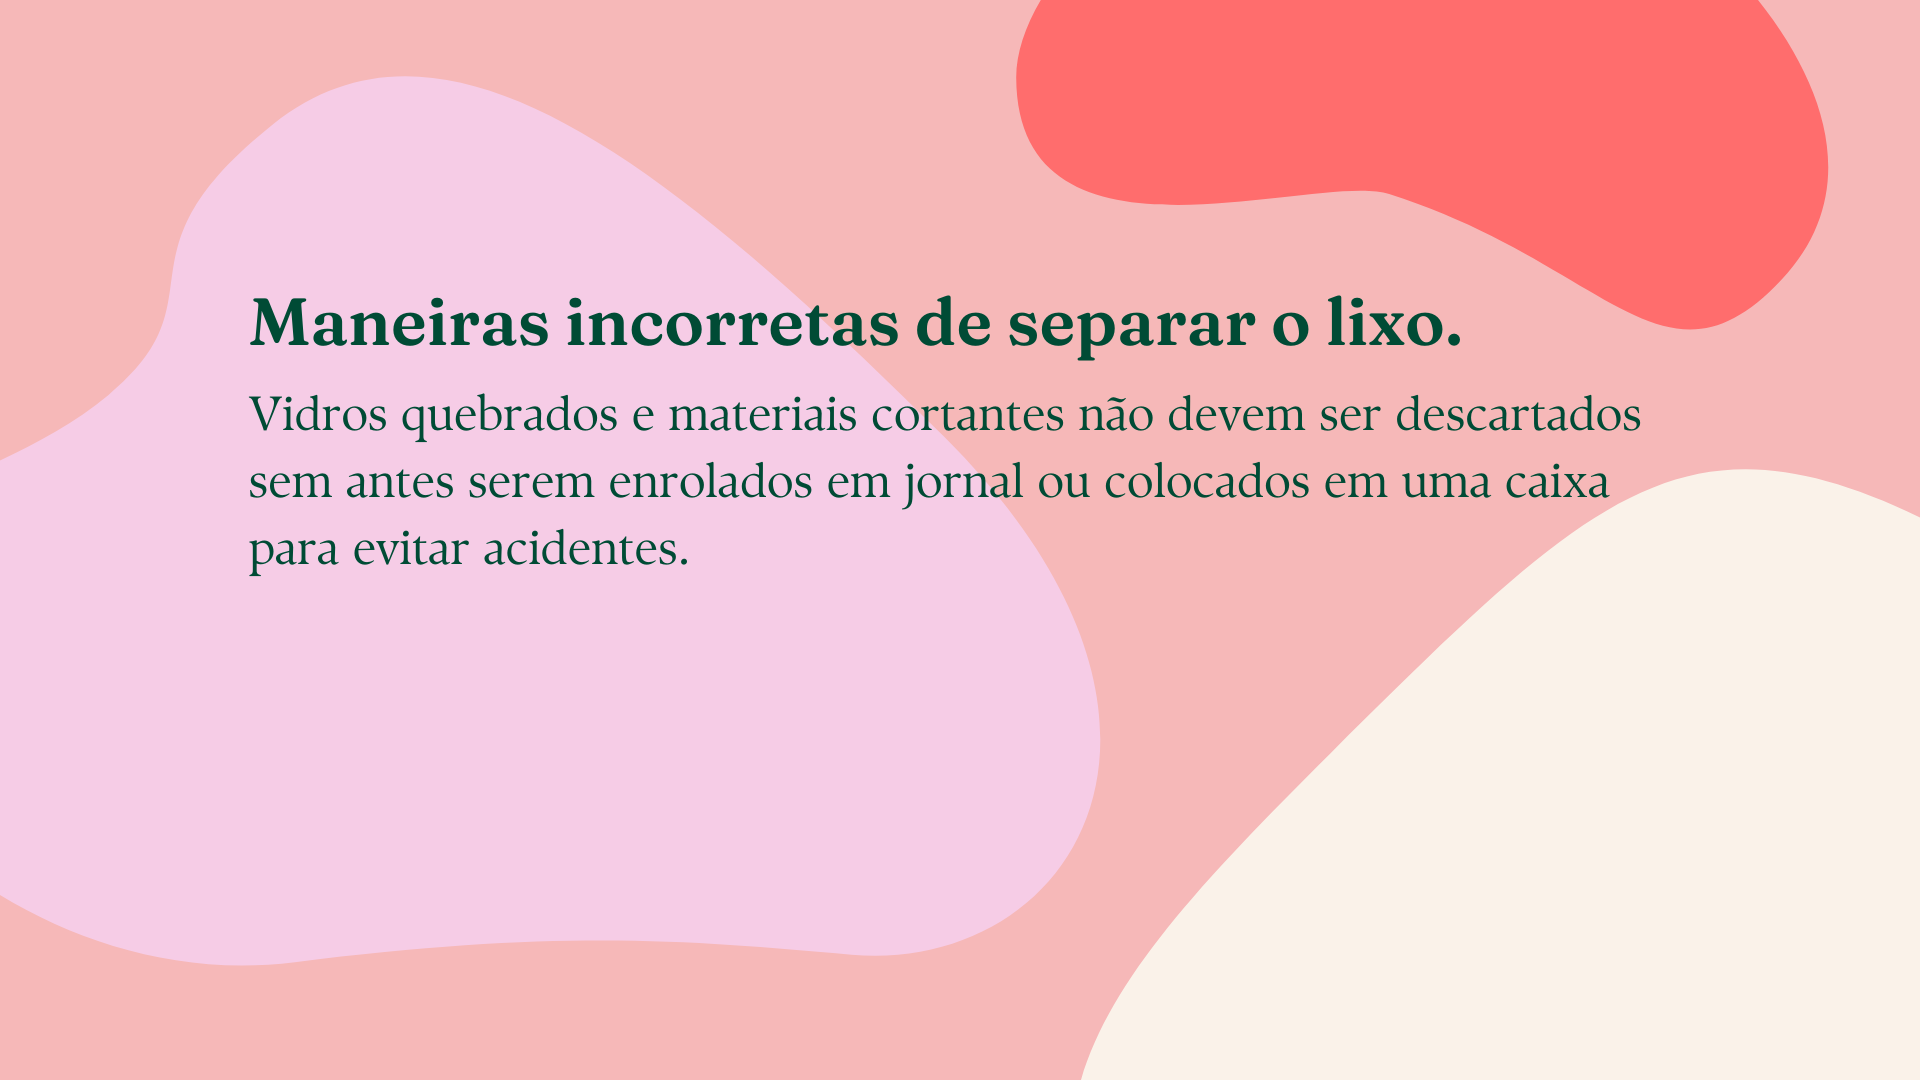 Maneiras incorretas de separar o lixo.
Vidros quebrados e materiais cortantes não devem ser descartados
sem antes serem enrolados em jornal ou colocados em uma caixa
para evitar acidentes.